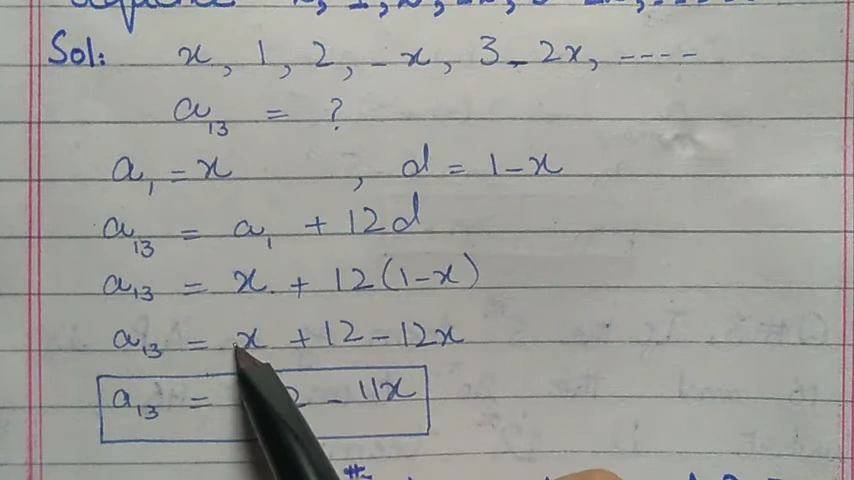 Sol: x, 1, 2, - x, 3 - 2x, ----
a₁₃ = ?
a₁ = x , d = 1 - x
a₁₃ = a₁ + 12d
a₁₃ = x + 12(1-x)
a₁₃ = x + 12 - 12x
a₁₃ = 2 - 11x